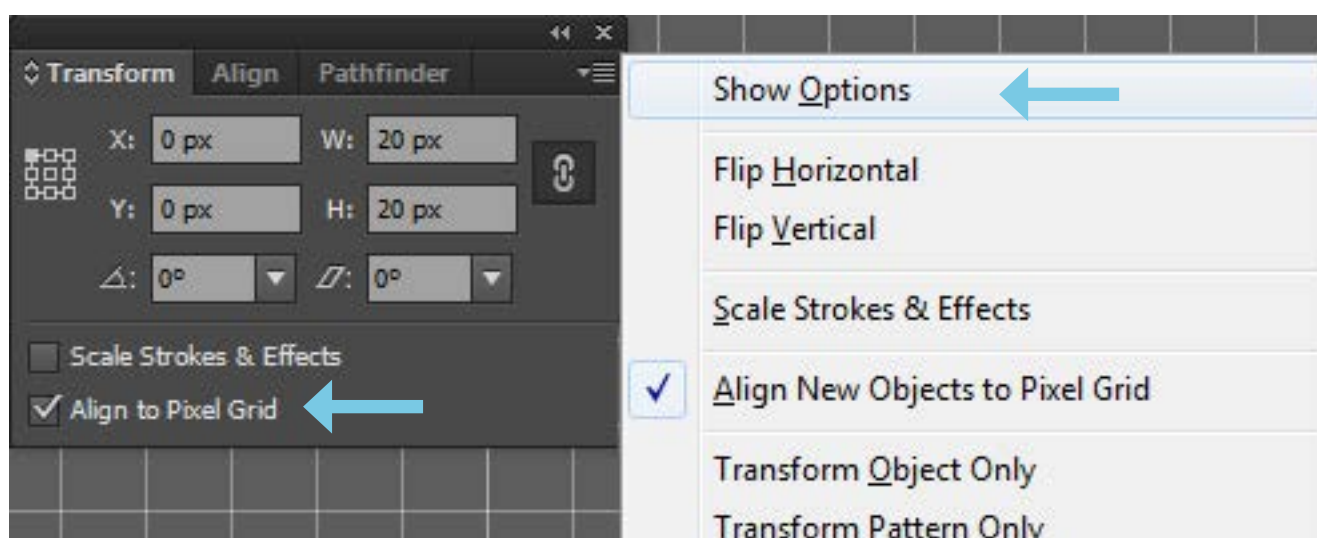 Transform Align Pathfinder
X: 0 px W: 20 px
Y: 0 px H: 20 px
: 0° : 0°
Scale Strokes & Effects
Align to Pixel Grid
Show Options
Flip Horizontal
Flip Vertical
Scale Strokes & Effects
Align New Objects to Pixel Grid
Transform Object Only
Transform Pattern Only